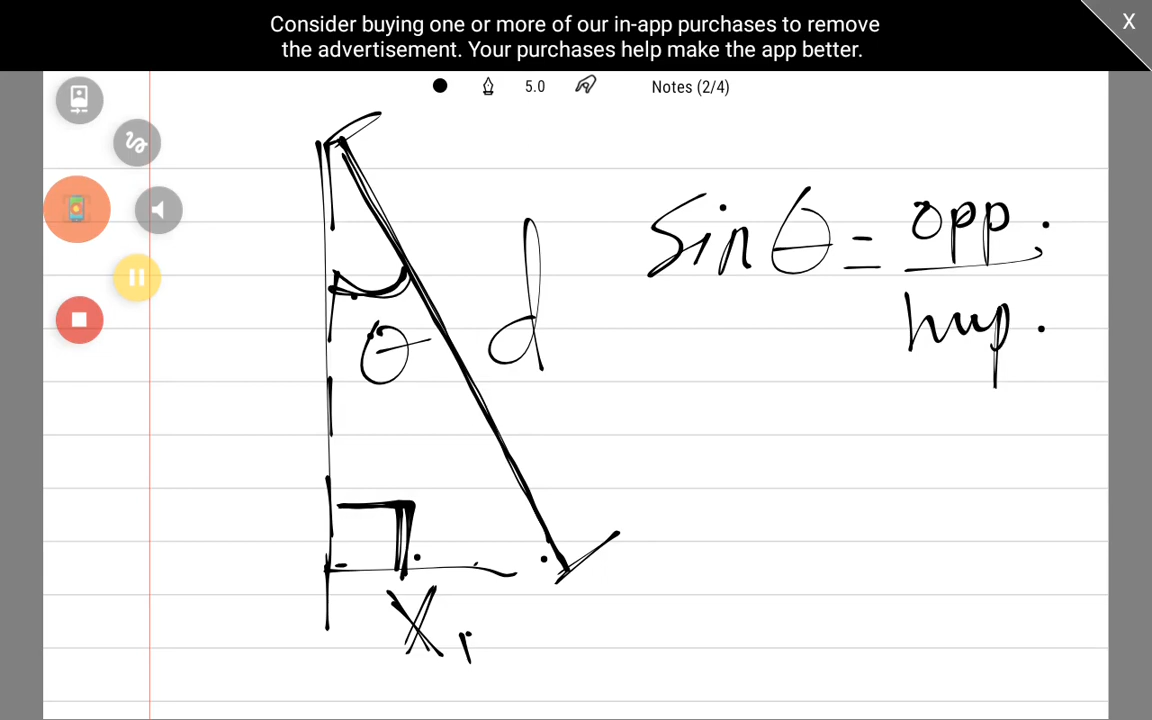 Consider buying one or more of our in-app purchases to remove
the advertisement. Your purchases help make the app better.
X
5.0
Notes (2/4)
sin θ = opp.
hyp.
θ
d
X₁